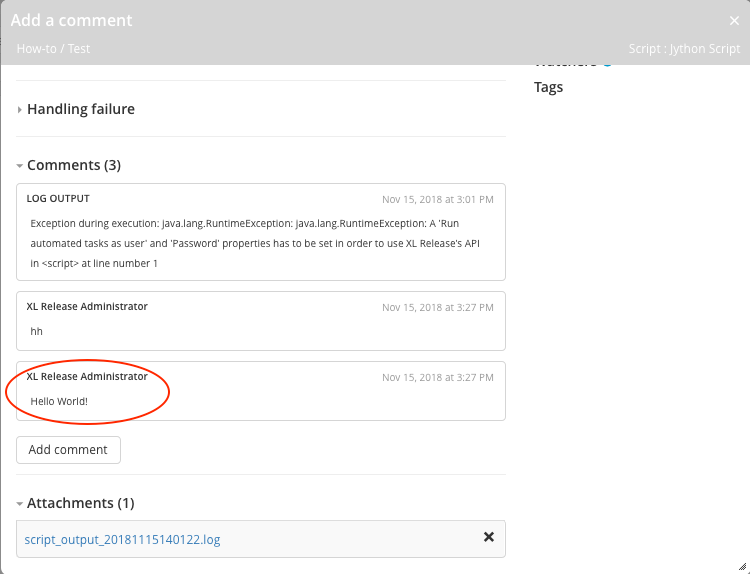 Add a comment
How-to / Test
Script : Jython Script
Watchers
Tags
Handling failure
Comments (3)
LOG OUTPUT
Nov 15, 2018 at 3:01 PM
Exception during execution: java.lang.RuntimeException: java.lang.RuntimeException: A 'Run
automated tasks as user' and 'Password' properties has to be set in order to use XL Release's API
in <script> at line number 1
XL Release Administrator
Nov 15, 2018 at 3:27 PM
hh
XL Release Administrator
Nov 15, 2018 at 3:27 PM
Hello World!
Add comment
Attachments (1)
script_output_20181115140122.log